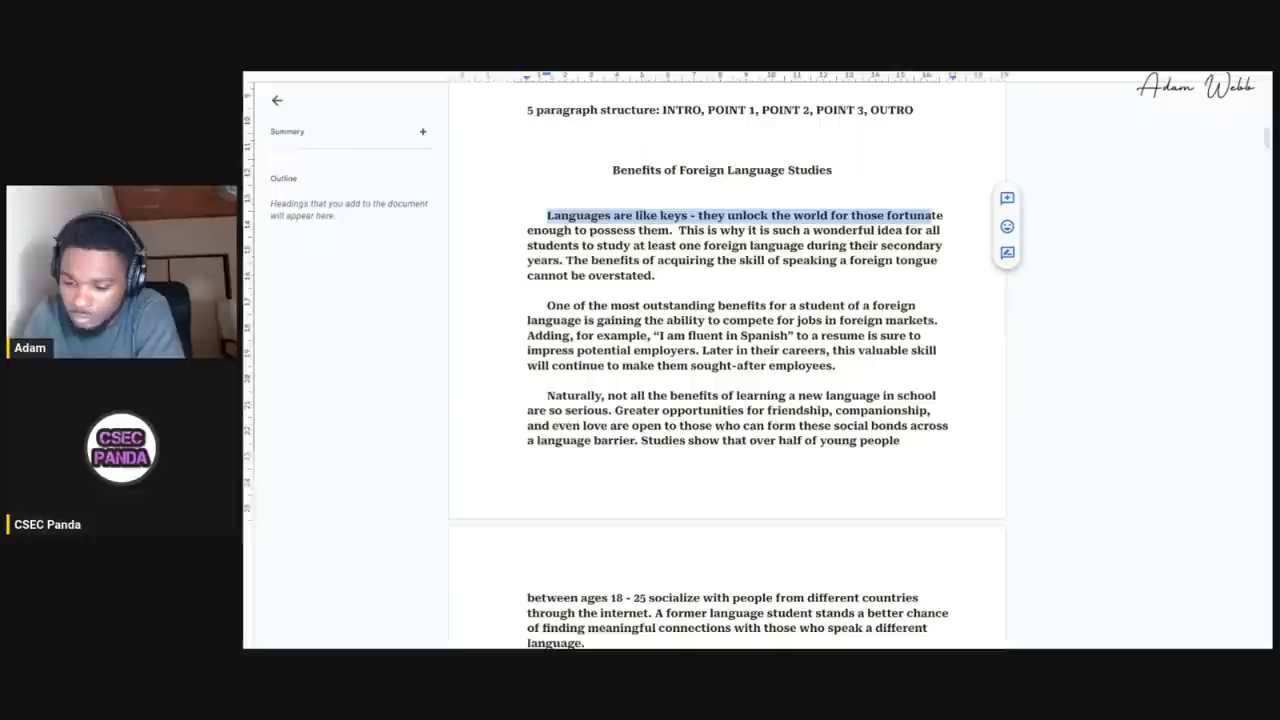 Adam Webb
5 paragraph structure: INTRO, POINT 1, POINT 2, POINT 3, OUTRO
Summary
Outline
Headings that you add to the document
will appear here.
Benefits of Foreign Language Studies
Languages are like keys - they unlock the world for those fortunate
enough to possess them. This is why it is such a wonderful idea for all
students to study at least one foreign language during their secondary
years. The benefits of acquiring the skill of speaking a foreign tongue
cannot be overstated.
One of the most outstanding benefits for a student of a foreign
language is gaining the ability to compete for jobs in foreign markets.
Adding, for example, “I am fluent in Spanish” to a resume is sure to
impress potential employers. Later in their careers, this valuable skill
will continue to make them sought-after employees.
Naturally, not all the benefits of learning a new language in school
are so serious. Greater opportunities for friendship, companionship,
and even love are open to those who can form these social bonds across
a language barrier. Studies show that over half of young people
between ages 18 - 25 socialize with people from different countries
through the internet. A former language student stands a better chance
of finding meaningful connections with those who speak a different
language.
Adam
CSEC
PANDA
CSEC Panda